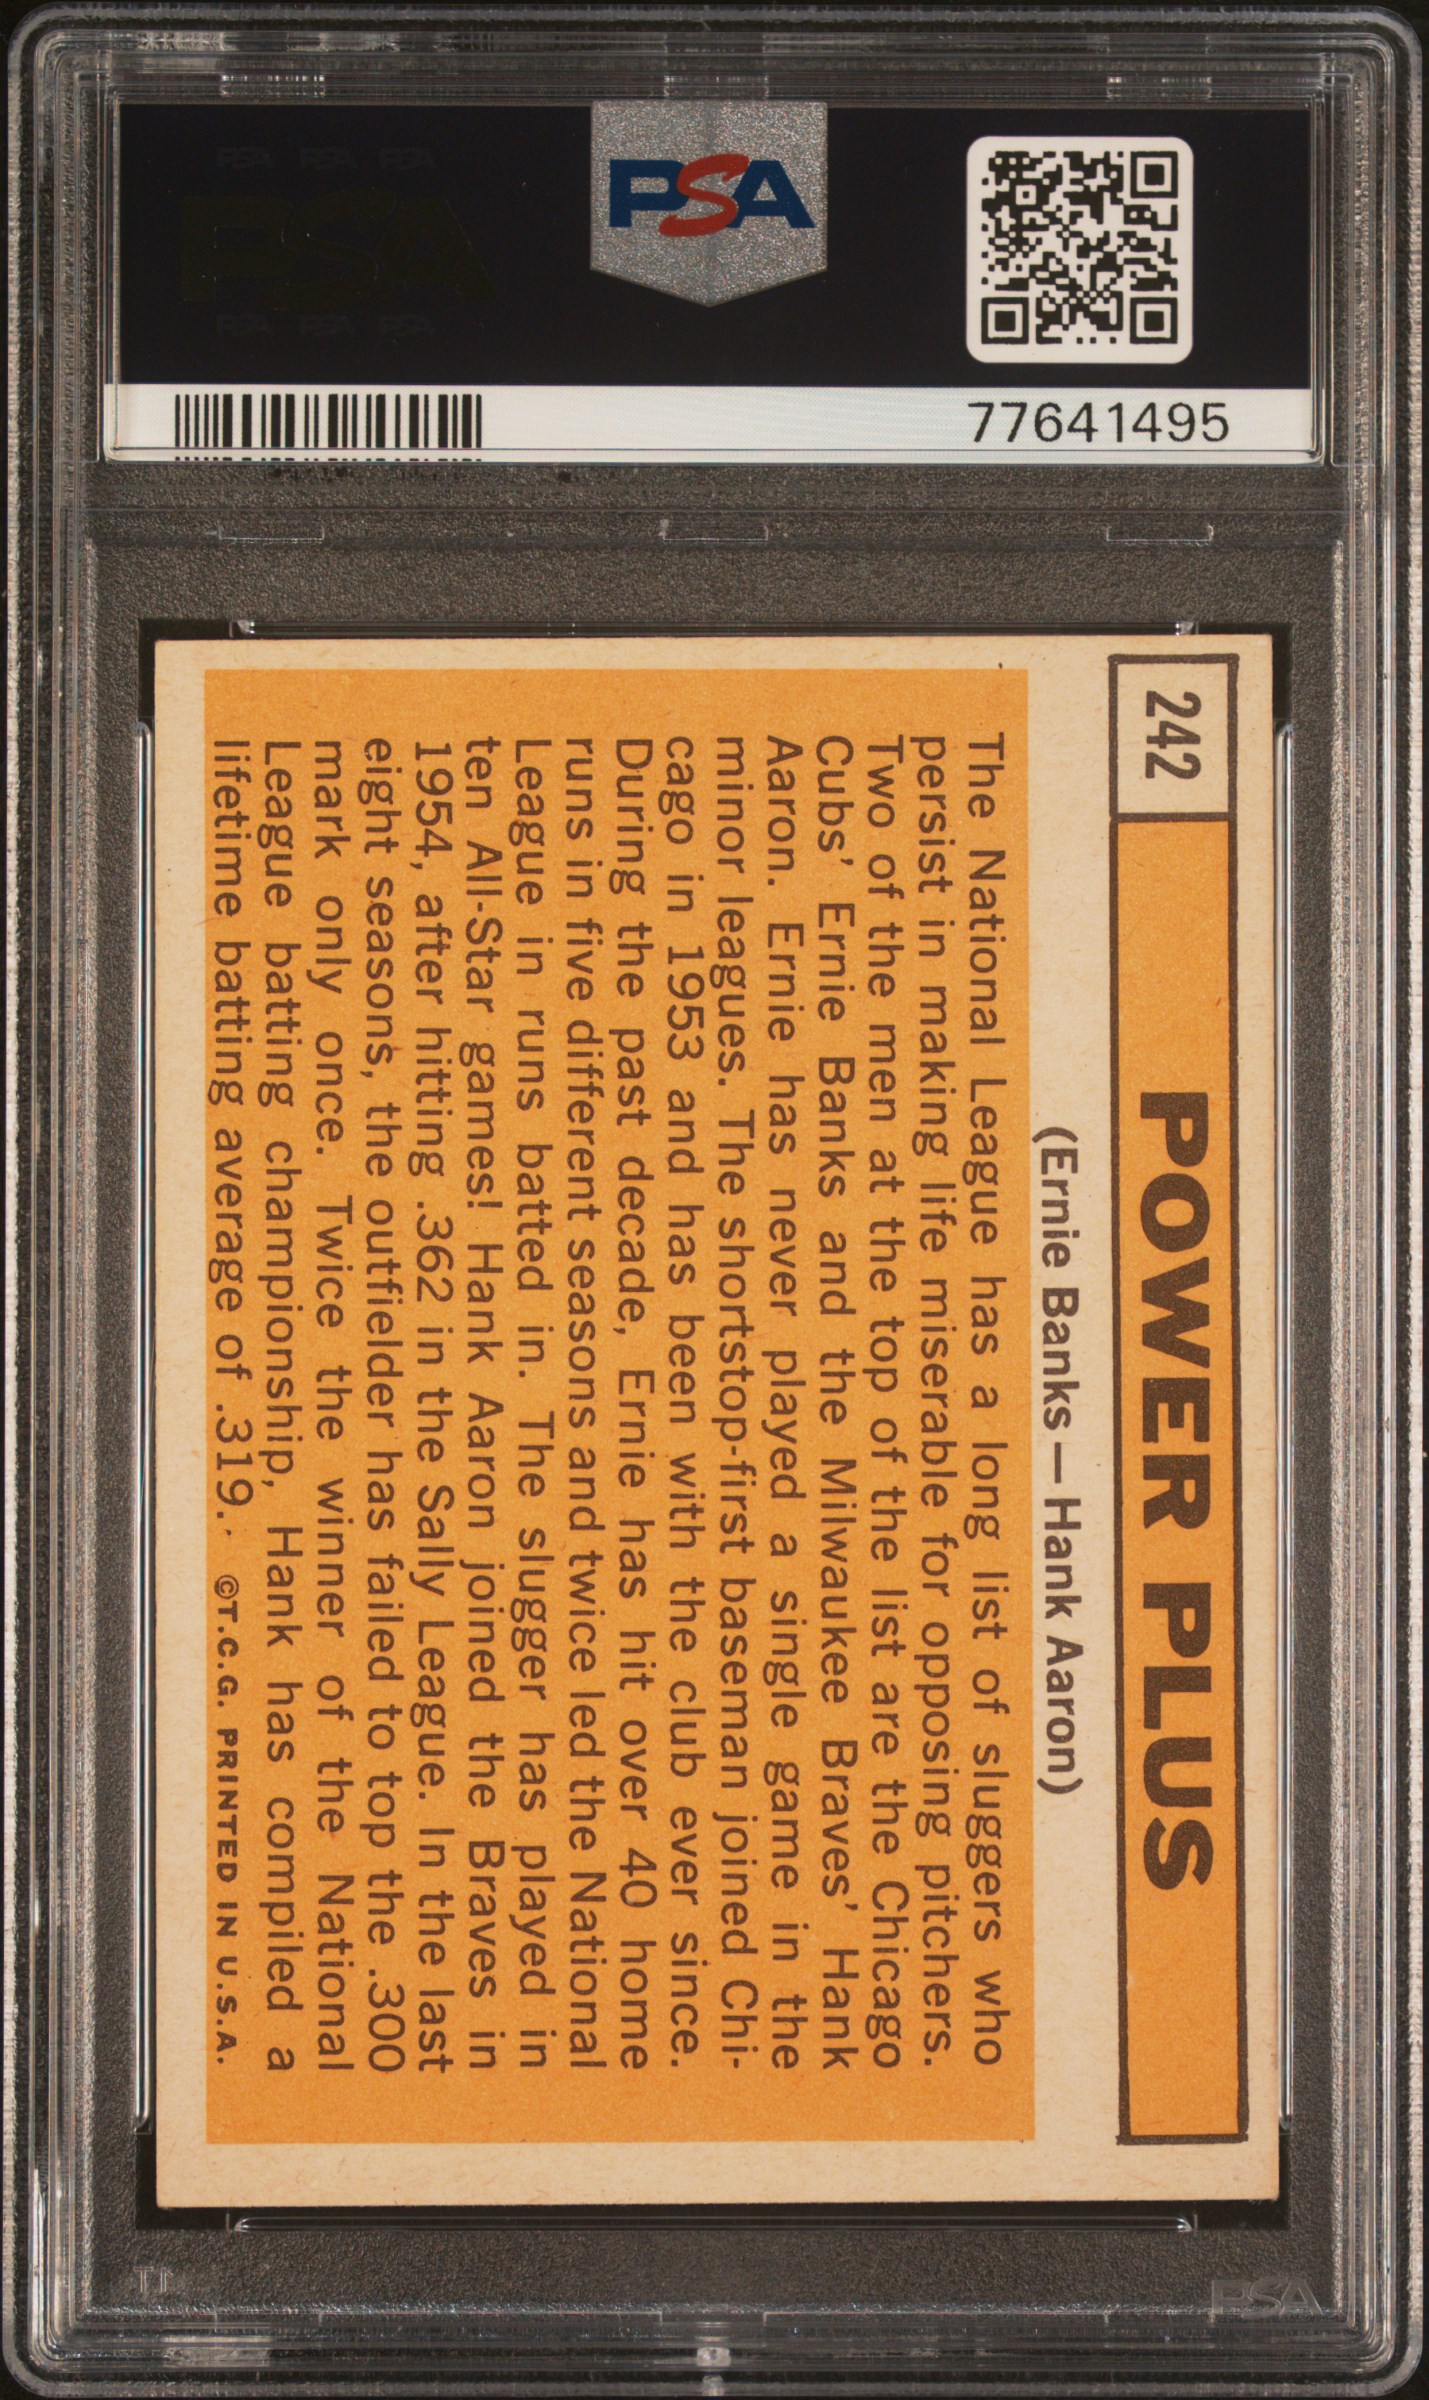 PSA PSA PSA
PSA
PSA PSA PSA
PSA
77641495
242
POWER PLUS
(Ernie Banks — Hank Aaron)
The National League has a long list of sluggers who
persist in making life miserable for opposing pitchers.
Two of the men at the top of the list are the Chicago
Cubs' Ernie Banks and the Milwaukee Braves' Hank
Aaron. Ernie has never played a single game in the
minor leagues. The shortstop-first baseman joined Chi-
cago in 1953 and has been with the club ever since.
During the past decade, Ernie has hit over 40 home
runs in five different seasons and twice led the National
League in runs batted in. The slugger has played in
ten All-Star games! Hank Aaron joined the Braves in
1954, after hitting .362 in the Sally League. In the last
eight seasons, the outfielder has failed to top the .300
mark only once. Twice the winner of the National
League batting championship, Hank has compiled a
lifetime batting average of .319.
©T.C.G. PRINTED IN U.S.A.
PSA